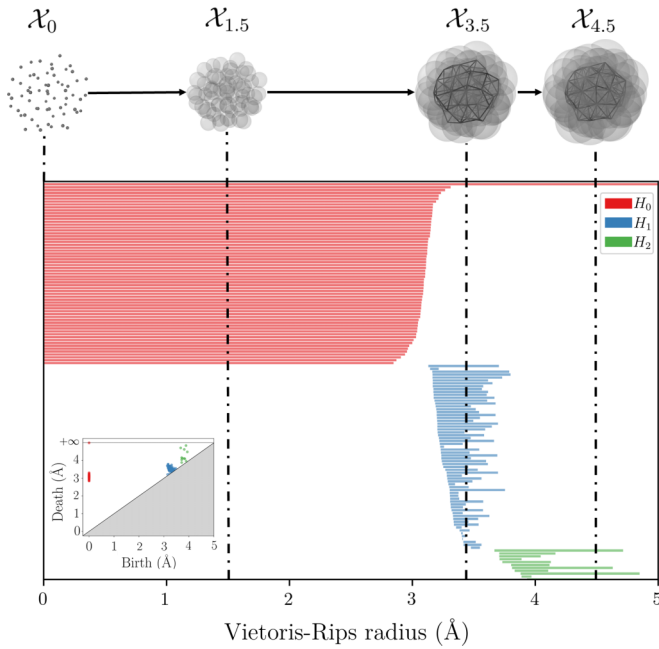 𝒳₀ 𝒳₁.₅ 𝒳₃.₅ 𝒳₄.₅
H₀
H₁
H₂
+∞
5
4
3
2
1
0
Death (Å)
0 1 2 3 4 5
Birth (Å)
0 1 2 3 4 5
Vietoris-Rips radius (Å)